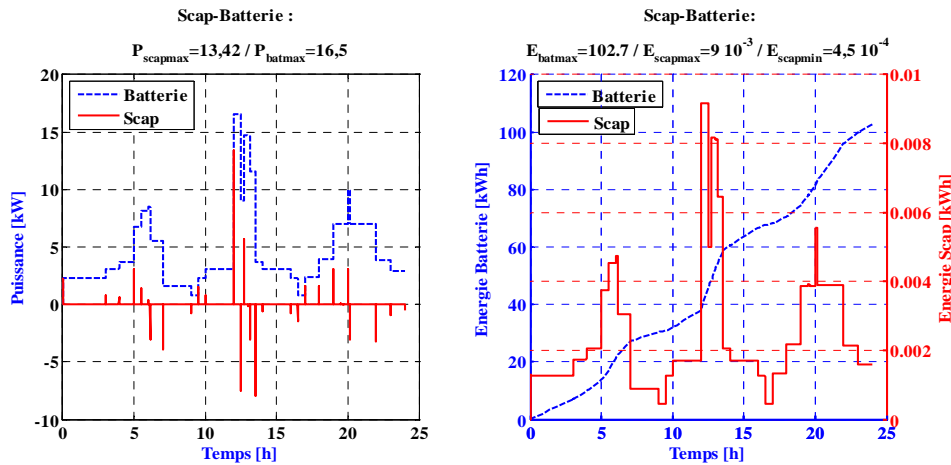 Scap-Batterie :
P_scapmax=13,42 / P_batmax=16,5
20
15
10
5
0
-5
-10
Puissance [kW]
Batterie
Scap
0 5 10 15 20 25
Temps [h]
Scap-Batterie:
E_batmax=102.7 / E_scapmax=9 10^-3 / E_scapmin=4,5 10^-4
120
100
80
60
40
20
0
Energie Batterie [kWh]
Batterie
Scap
0.01
0.008
0.006
0.004
0.002
0
Energie Scap [kWh]
0 5 10 15 20 25
Temps [h]